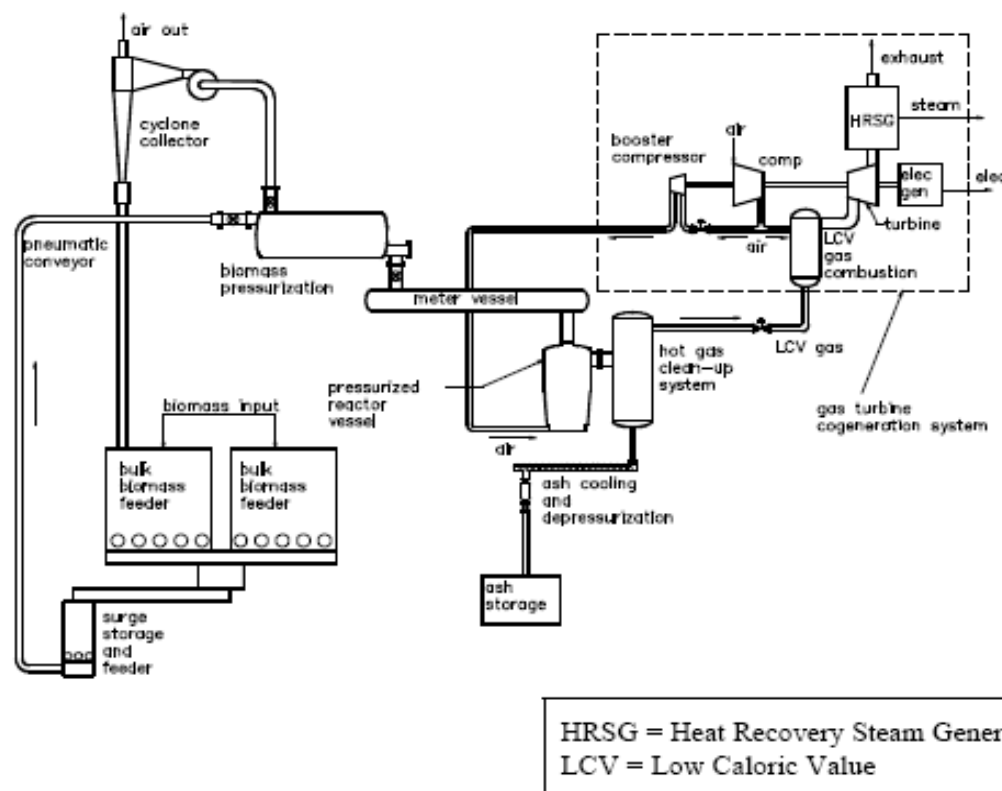 air out
exhaust
steam
HRSG
cyclone
collector
booster
compressor
air
comp
elec
gen
elec
turbine
pneumatic
conveyor
biomass
pressurization
air
LCV
gas
combustion
meter vessel
LCV gas
hot gas
clean-up
system
pressurized
reactor
vessel
gas turbine
cogeneration system
biomass input
air
bulk
biomass
feeder
bulk
biomass
feeder
ash cooling
and
depressurization
ash
storage
surge
storage
and
feeder
HRSG = Heat Recovery Steam Gener
LCV = Low Caloric Value